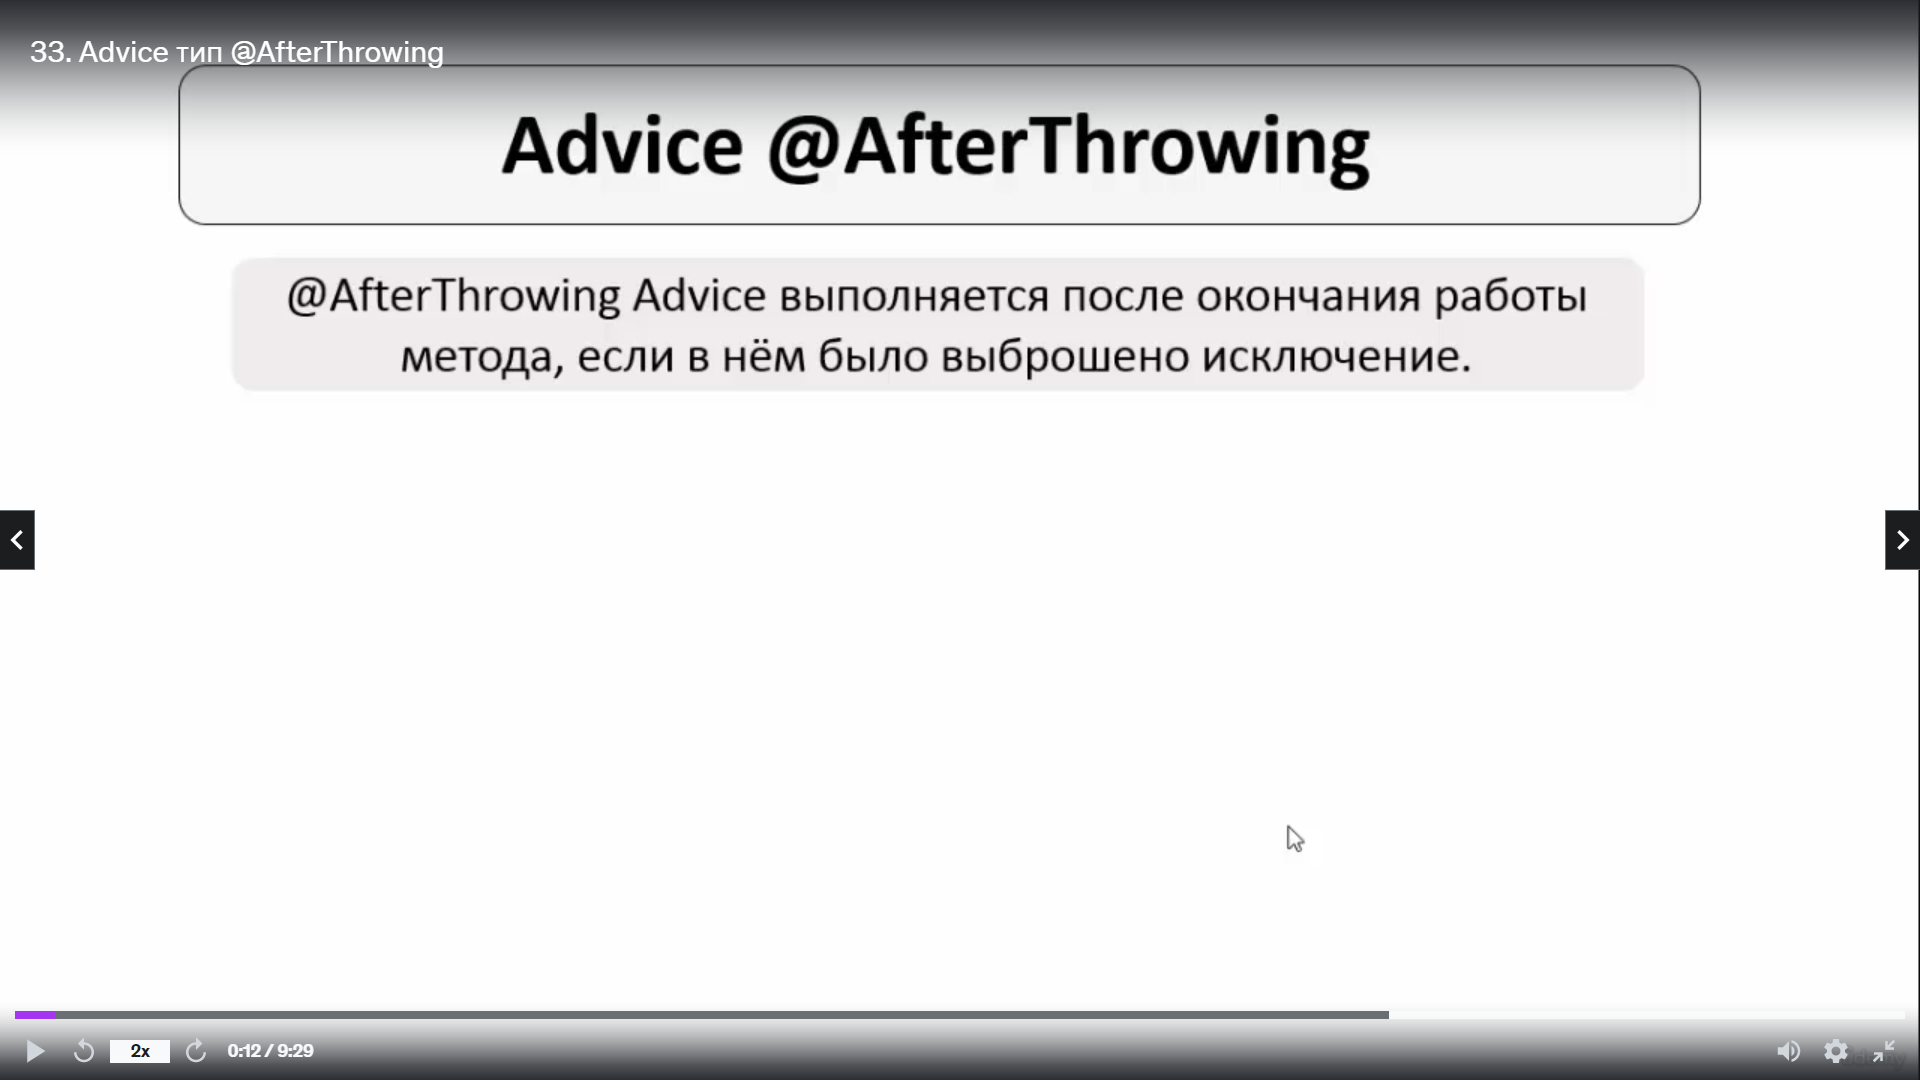 33. Advice тип @AfterThrowing
Advice @AfterThrowing
@AfterThrowing Advice выполняется после окончания работы
метода, если в нём было выброшено исключение.
2x
0:12 / 9:29